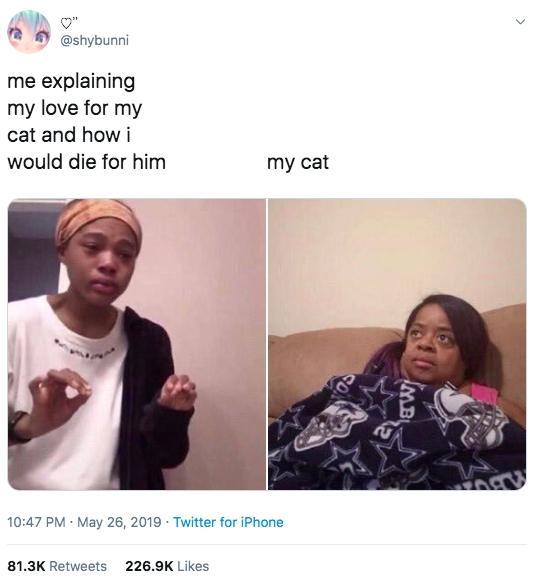 ♡"
@shybunni
me explaining
my love for my
cat and how i
would die for him
my cat
10:47 PM · May 26, 2019 · Twitter for iPhone
81.3K Retweets 226.9K Likes